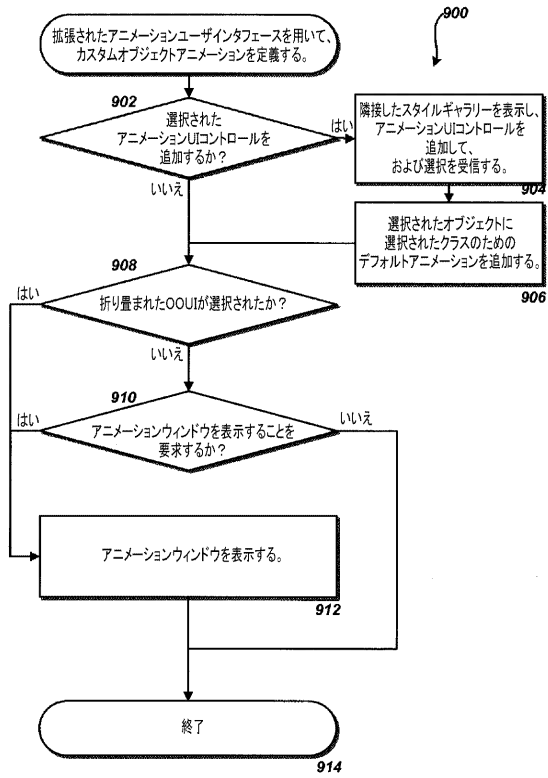 900
拡張されたアニメーションユーザインタフェースを用いて、
カスタムオブジェクトアニメーションを定義する。
902
選択された
アニメーションUIコントロールを
追加するか?
はい
いいえ
隣接したスタイルギャラリーを表示し、
アニメーションUIコントロールを
追加して、
および選択を受信する。
904
選択されたオブジェクトに
選択されたクラスのための
デフォルトアニメーションを追加する。
906
908
はい
折り畳まれたOOUIが選択されたか?
いいえ
910
はい
いいえ
アニメーションウィンドウを表示することを
要求するか?
アニメーションウィンドウを表示する。
912
終了
914